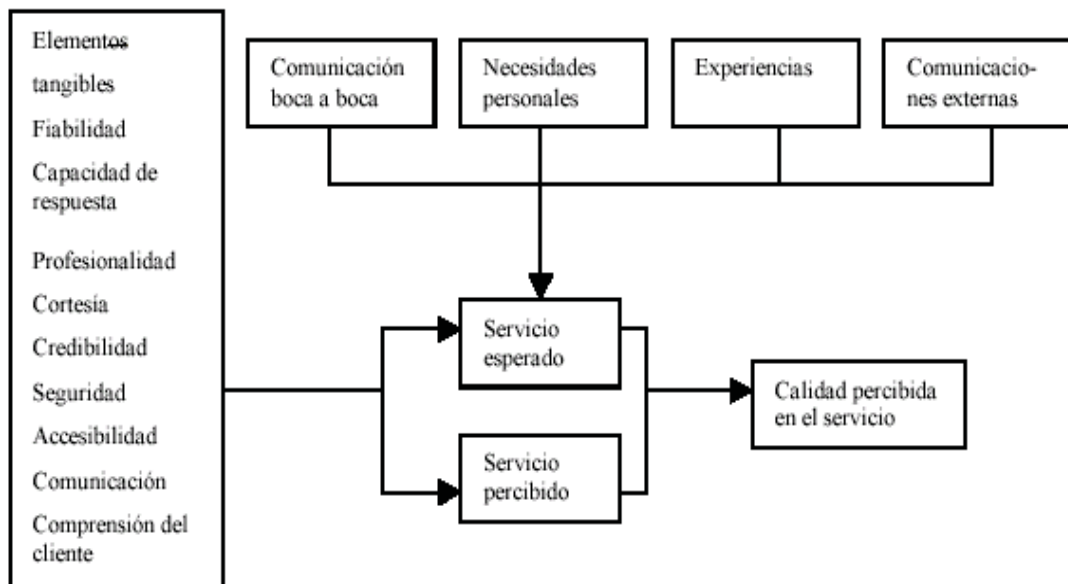 Elementos
tangibles
Fiabilidad
Capacidad de
respuesta
Profesionalidad
Cortesía
Credibilidad
Seguridad
Accesibilidad
Comunicación
Comprensión del
cliente
Comunicación
boca a boca
Necesidades
personales
Experiencias
Comunicacio-
nes externas
Servicio
esperado
Servicio
percibido
Calidad percibida
en el servicio